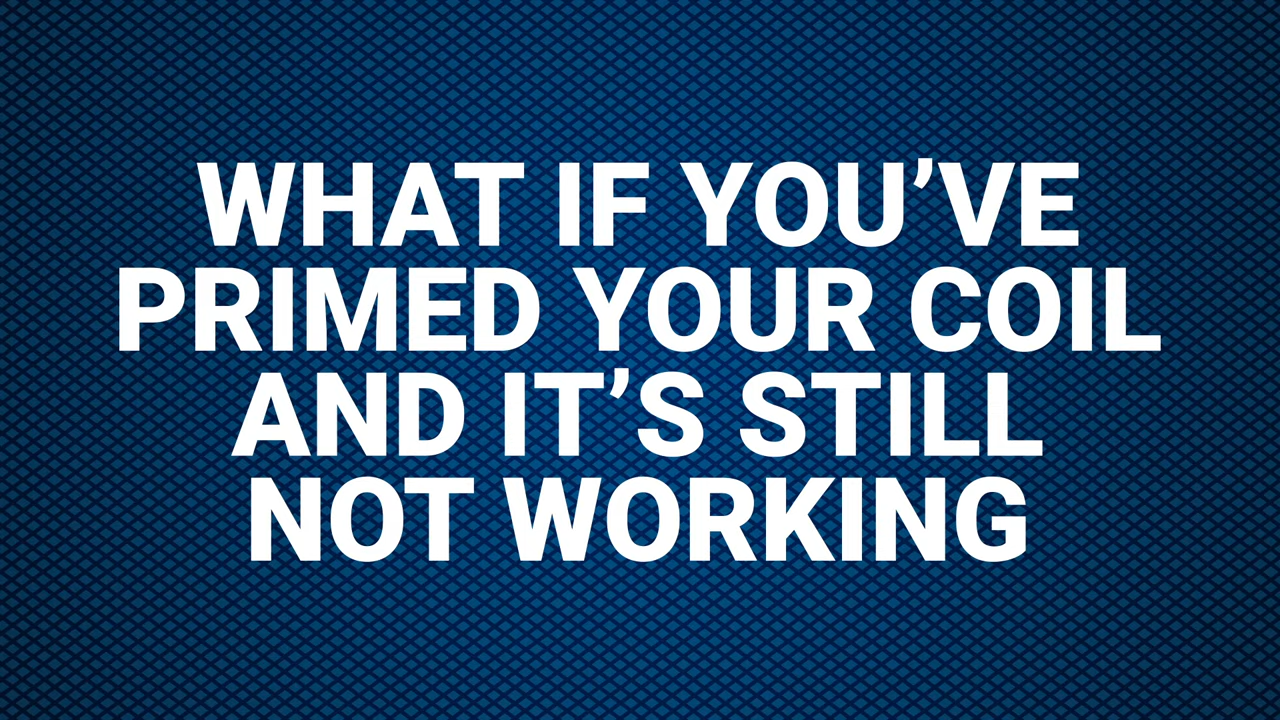 WHAT IF YOU’VE
PRIMED YOUR COIL
AND IT’S STILL
NOT WORKING